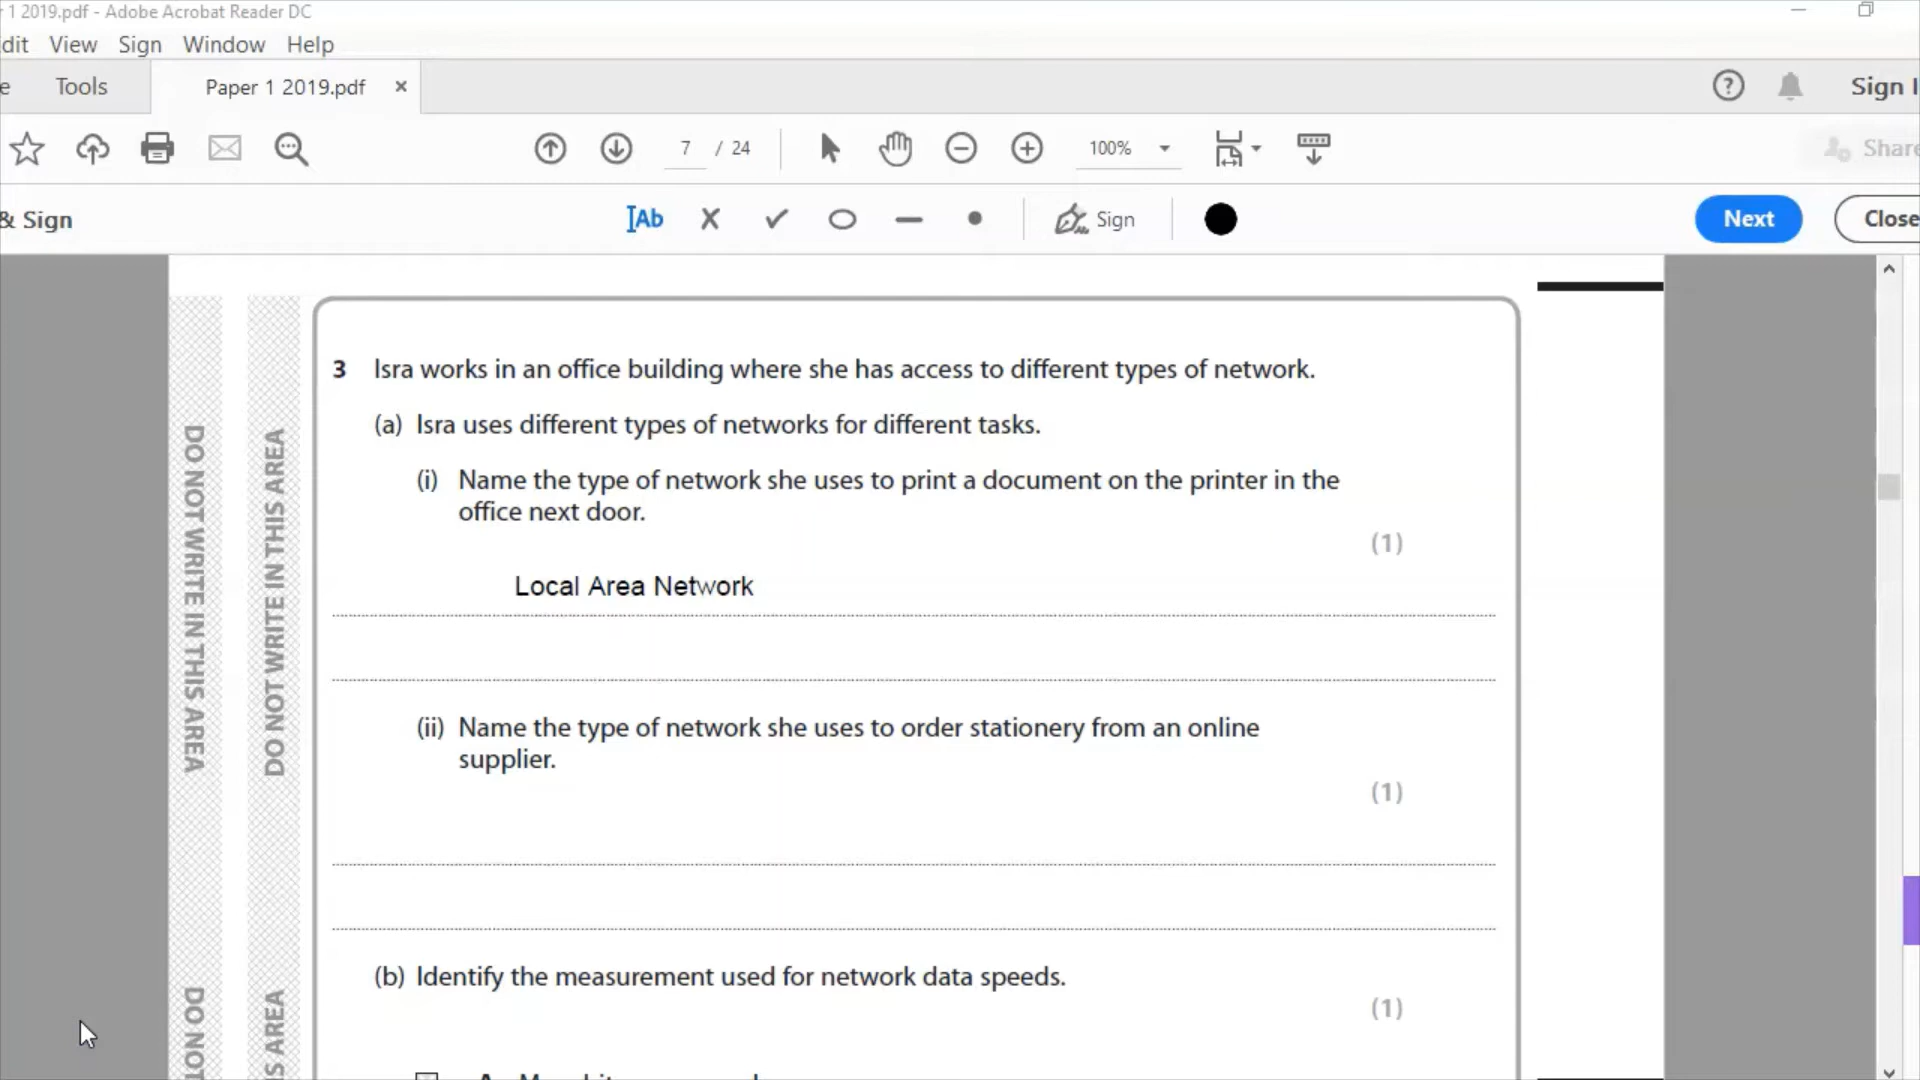 r 1 2019.pdf - Adobe Acrobat Reader DC
dit View Sign Window Help
e Tools Paper 1 2019.pdf ×
Sign I
7 / 24 100% Share
& Sign Ab Sign Next Close
3 Isra works in an office building where she has access to different types of network.
(a) Isra uses different types of networks for different tasks.
(i) Name the type of network she uses to print a document on the printer in the
office next door.
(1)
Local Area Network
(ii) Name the type of network she uses to order stationery from an online
supplier.
(1)
(b) Identify the measurement used for network data speeds.
(1)
DO NOT WRITE IN THIS AREA
DO NOT WRITE IN THIS AREA
DO NOT
IS AREA